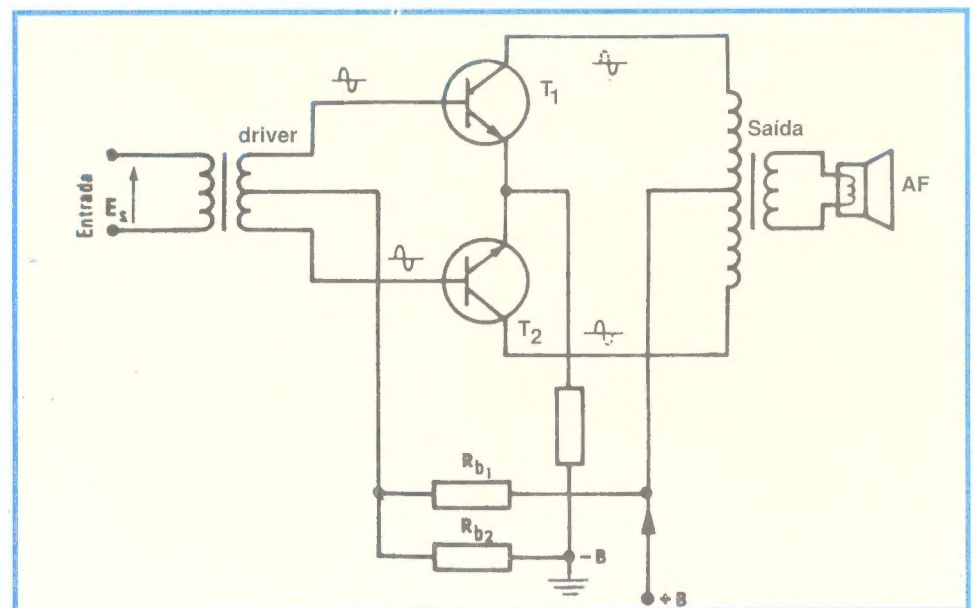 T1
driver
Saída
AF
Entrada
Es
T2
Rb1
Rb2
-B
+B